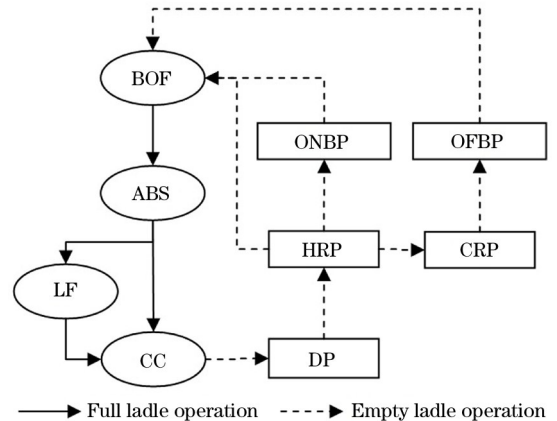 BOF
ONBP
OFBP
ABS
HRP
CRP
LF
CC
DP
Full ladle operation
Empty ladle operation